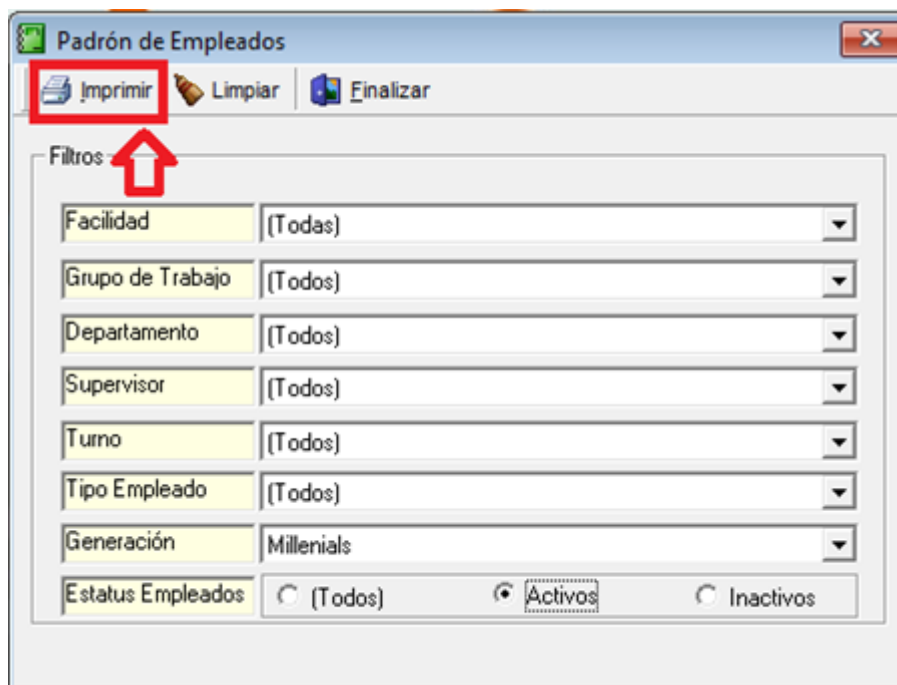 Padrón de Empleados
Imprimir Limpiar Finalizar
Filtros
Facilidad (Todas)
Grupo de Trabajo (Todos)
Departamento (Todos)
Supervisor (Todos)
Turno (Todos)
Tipo Empleado (Todos)
Generación Millenials
Estatus Empleados (Todos) Activos Inactivos